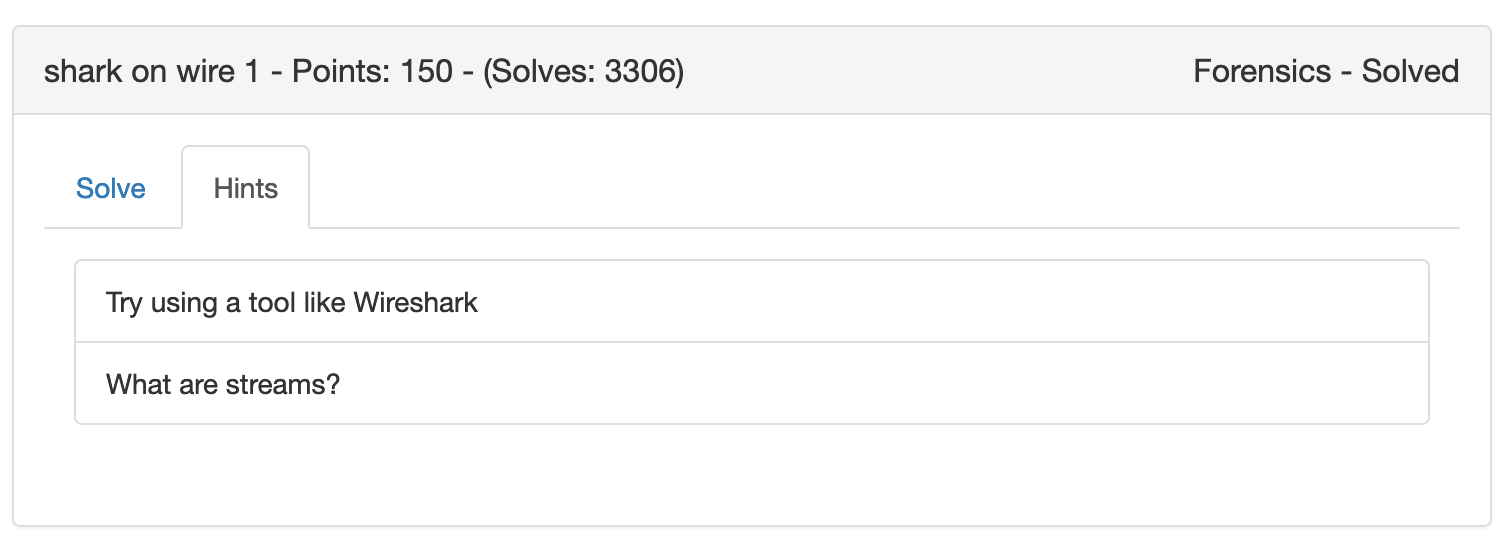 shark on wire 1 - Points: 150 - (Solves: 3306)
Forensics - Solved
Solve
Hints
Try using a tool like Wireshark
What are streams?